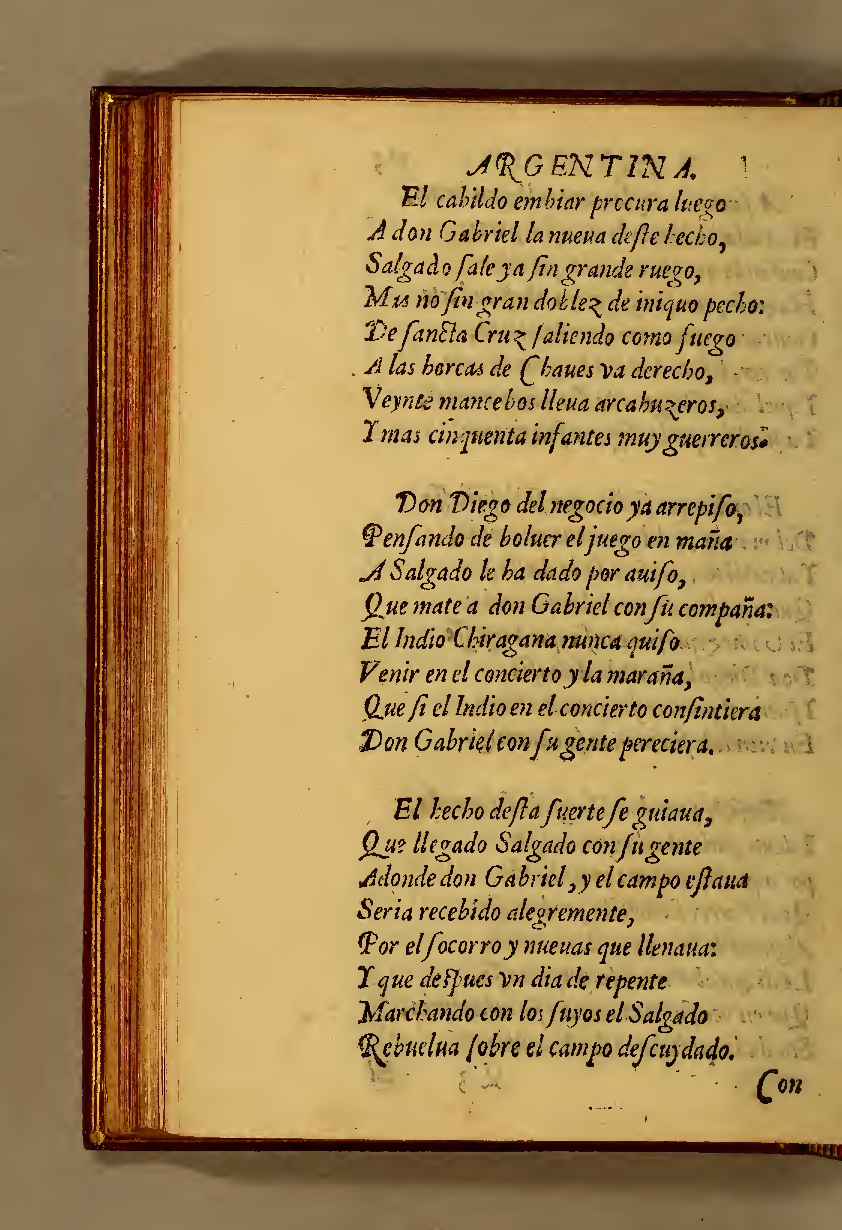 ARGENTINA.
El cabildo embiar procura luego
A don Gabriel la nueua deſte hecho,
Salgado ſale ya ſin grande ruego,
Mas no ſin gran doblez de iniquo pecho:
De ſancta Cruz ſaliendo como fuego
A las horcas de Chaues va derecho,
Veynte mancebos lleua arcabuzeros,
Y mas cinquenta infantes muy guerreros.
Don Diego del negocio ya arrepiſo,
Penſando de boluer el juego en maña
A Salgado le ha dado por auiſo,
Que mate a don Gabriel con ſu compaña:
El Indio Chiragana nunca quiſo
Venir en el concierto y la maraña,
Que ſi el Indio en el concierto conſintiera
Don Gabriel con ſu gente pereciera.
El hecho deſta ſuerte ſe guiaua,
Que llegado Salgado con ſu gente
Adonde don Gabriel, y el campo eſtaua
Seria recebido alegremente,
Por el ſocorro y nueuas que llenaua:
Y que deſpues vn dia de repente
Marchando con los ſuyos el Salgado
Rebuelua ſobre el campo deſcuydado.
Con